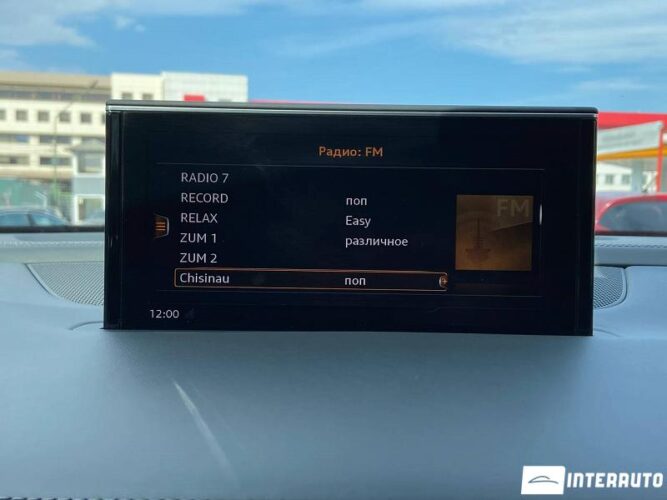 Радио: FM
RADIO 7
RECORD поп
RELAX Easy
ZUM 1 различное
ZUM 2
Chisinau поп
FM
12:00
INTERAUTO